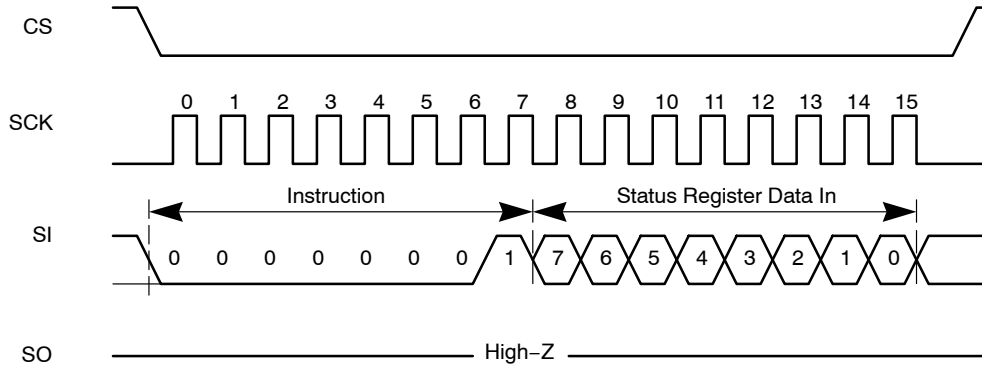 CS
0 1 2 3 4 5 6 7 8 9 10 11 12 13 14 15
SCK
Instruction Status Register Data In
SI
0 0 0 0 0 0 0 1 7 6 5 4 3 2 1 0
SO High−Z